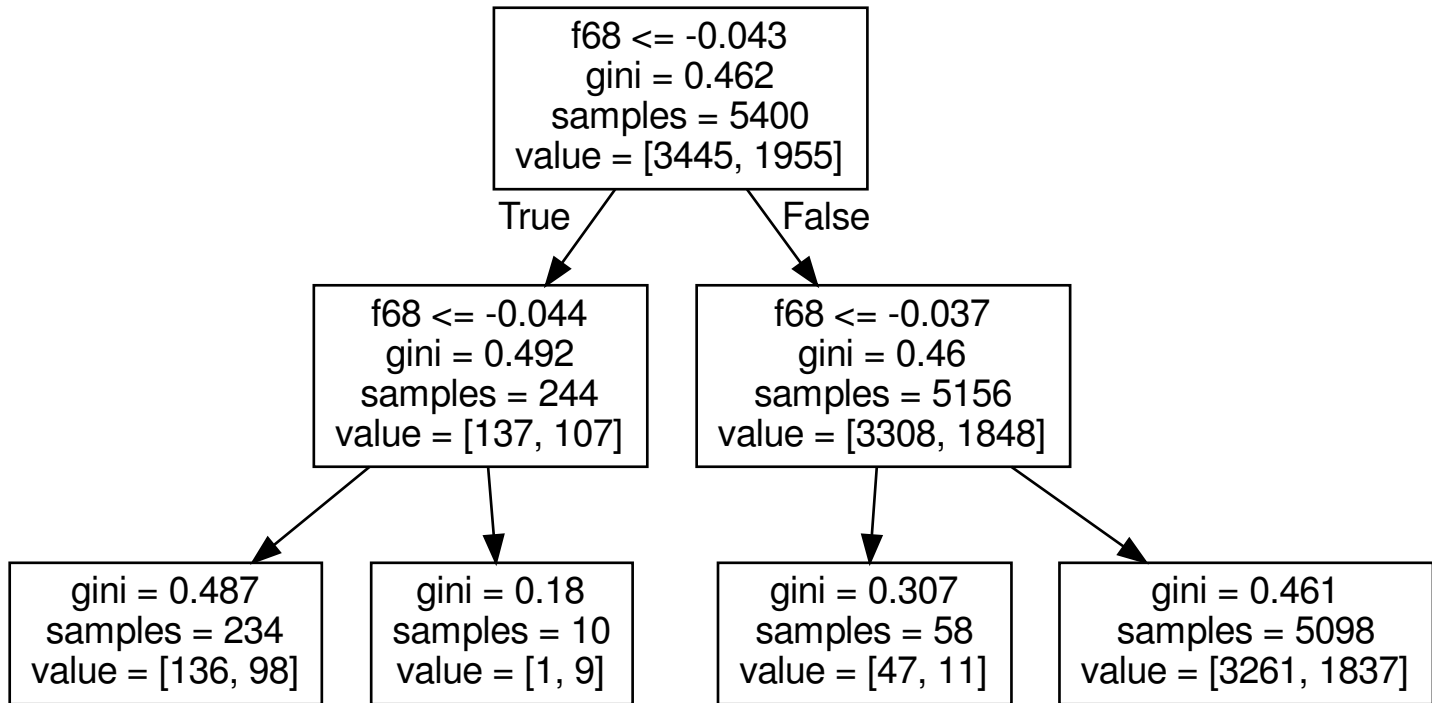 f68 <= -0.043
gini = 0.462
samples = 5400
value = [3445, 1955]
True
False
f68 <= -0.044
gini = 0.492
samples = 244
value = [137, 107]
f68 <= -0.037
gini = 0.46
samples = 5156
value = [3308, 1848]
gini = 0.487
samples = 234
value = [136, 98]
gini = 0.18
samples = 10
value = [1, 9]
gini = 0.307
samples = 58
value = [47, 11]
gini = 0.461
samples = 5098
value = [3261, 1837]